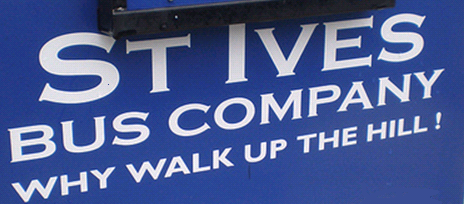 ST IVES
BUS COMPANY
WHY WALK UP THE HILL!